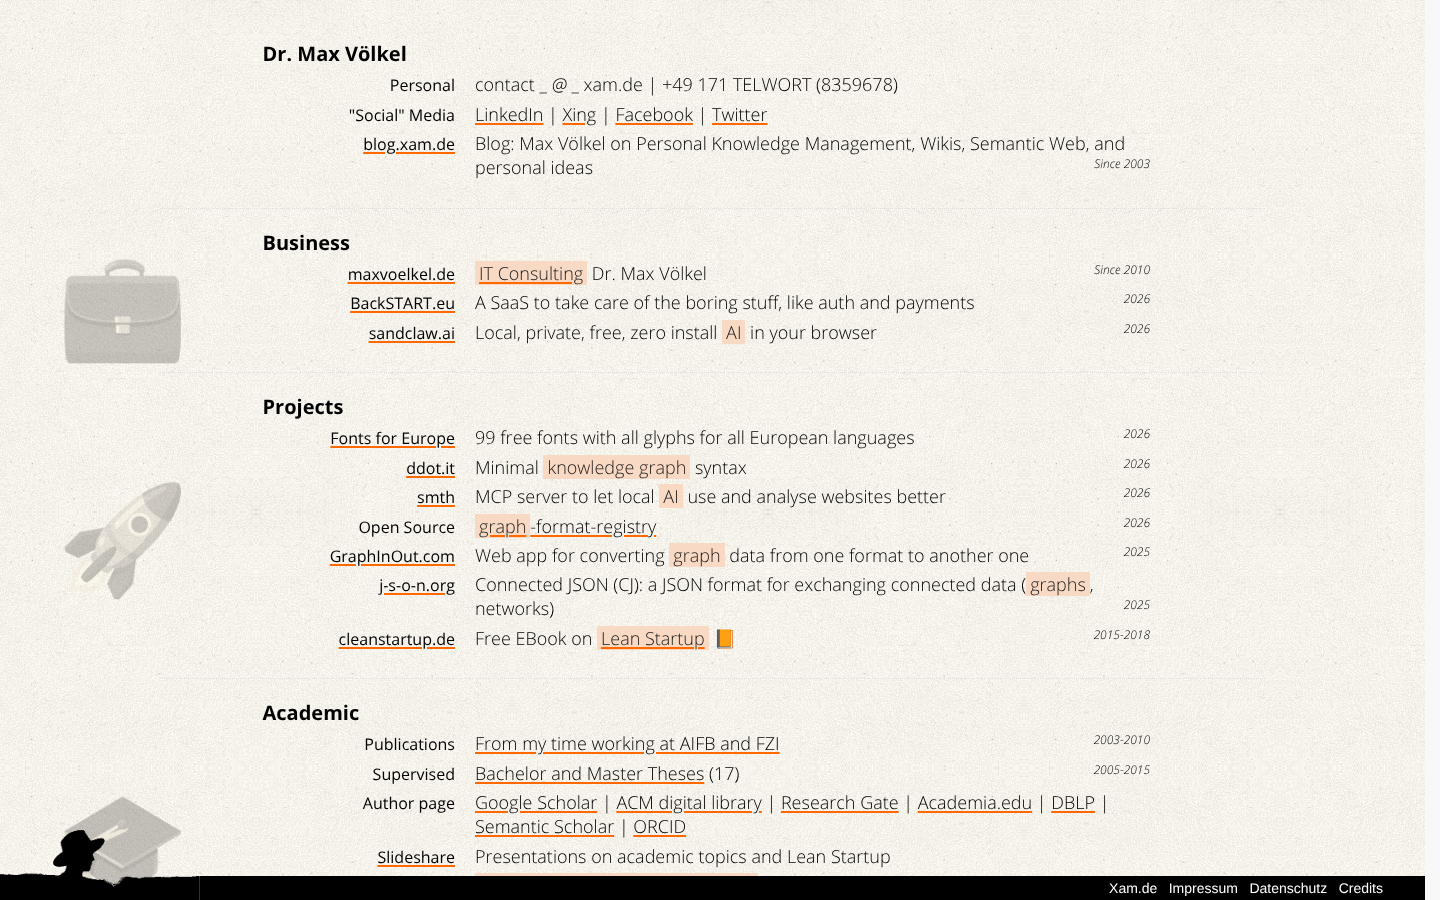 Dr. Max Völkel
Personal contact _ @ _ xam.de | +49 171 TELWORT (8359678)
"Social" Media LinkedIn | Xing | Facebook | Twitter
blog.xam.de Blog: Max Völkel on Personal Knowledge Management, Wikis, Semantic Web, and
personal ideas Since 2003
Business
maxvoelkel.de IT Consulting Dr. Max Völkel Since 2010
BackSTART.eu A SaaS to take care of the boring stuff, like auth and payments 2026
sandclaw.ai Local, private, free, zero install AI in your browser 2026
Projects
Fonts for Europe 99 free fonts with all glyphs for all European languages 2026
ddot.it Minimal knowledge graph syntax 2026
smth MCP server to let local AI use and analyse websites better 2026
Open Source graph-format-registry 2026
GraphInOut.com Web app for converting graph data from one format to another one 2025
j-s-o-n.org Connected JSON (CJ): a JSON format for exchanging connected data (graphs,
networks) 2025
cleanstartup.de Free EBook on Lean Startup 2015-2018
Academic
Publications From my time working at AIFB and FZI 2003-2010
Supervised Bachelor and Master Theses (17) 2005-2015
Author page Google Scholar | ACM digital library | Research Gate | Academia.edu | DBLP |
Semantic Scholar | ORCID
Slideshare Presentations on academic topics and Lean Startup
Xam.de Impressum Datenschutz Credits